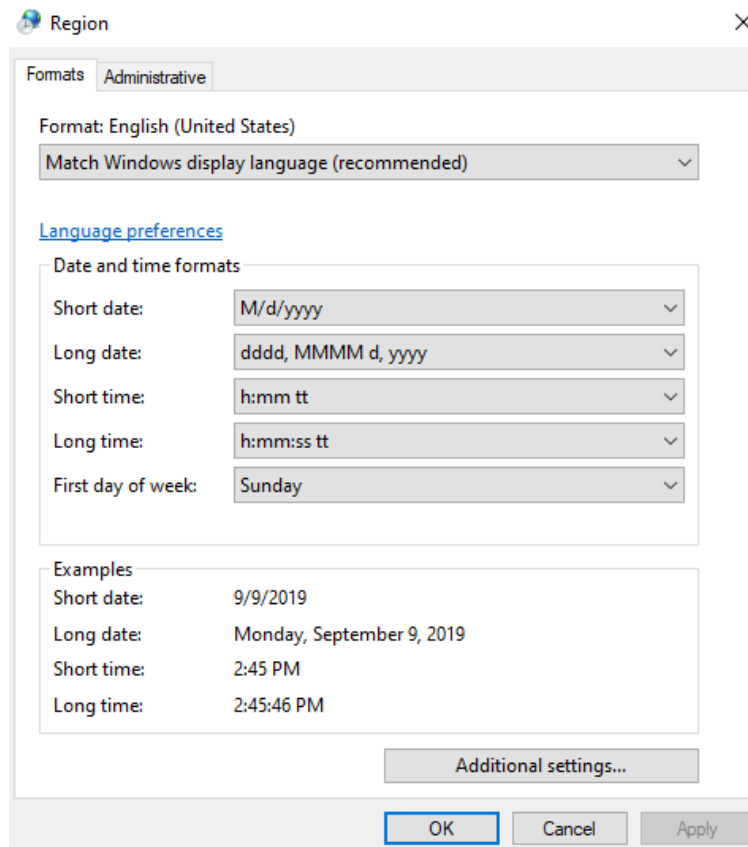 Region
Formats Administrative
Format: English (United States)
Match Windows display language (recommended)
Language preferences
Date and time formats
Short date: M/d/yyyy
Long date: dddd, MMMM d, yyyy
Short time: h:mm tt
Long time: h:mm:ss tt
First day of week: Sunday
Examples
Short date: 9/9/2019
Long date: Monday, September 9, 2019
Short time: 2:45 PM
Long time: 2:45:46 PM
Additional settings...
OK Cancel Apply